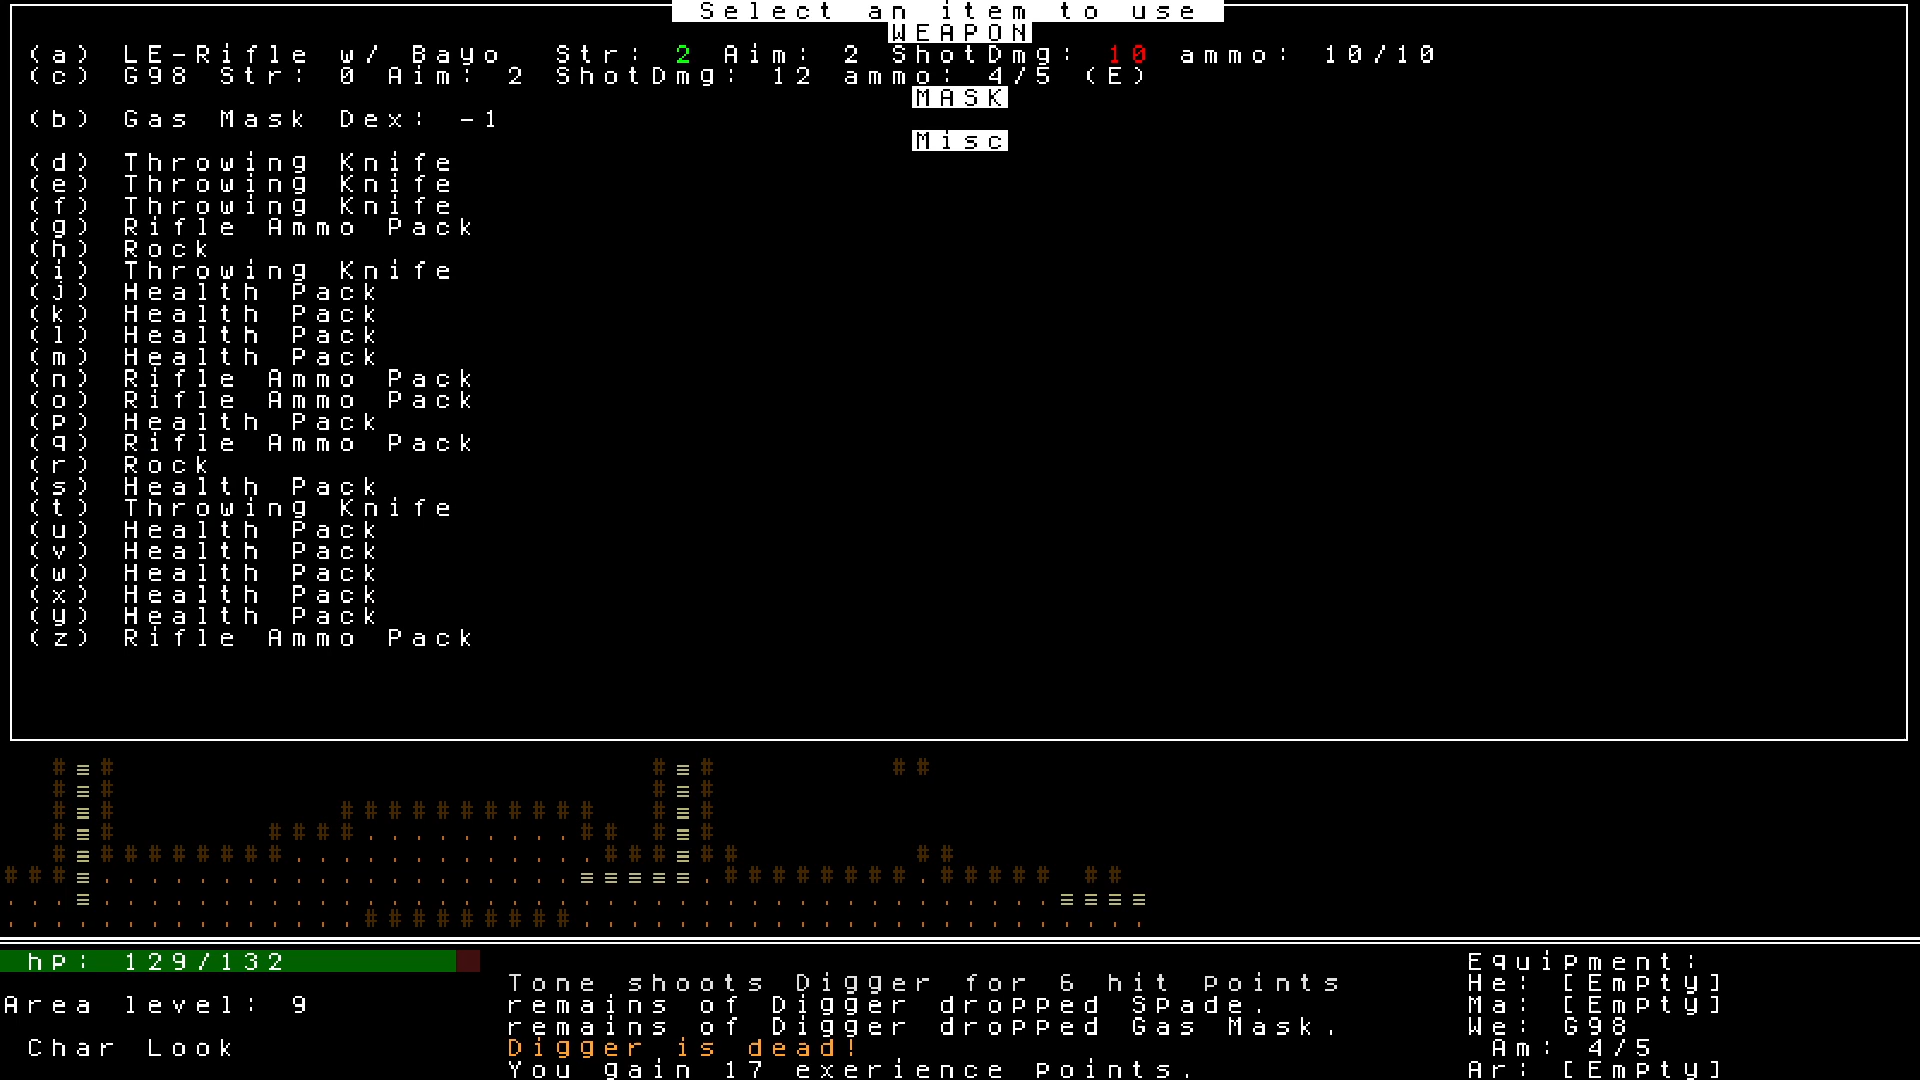 Select an item to use
WEAPON
(a) LE-Rifle w/ Bayo Str: 2 Aim: 2 ShotDmg: 10 ammo: 10/10
(c) G98 Str: 0 Aim: 2 ShotDmg: 12 ammo: 4/5 (E)
MASK
(b) Gas Mask Dex: -1
Misc
(d) Throwing Knife
(e) Throwing Knife
(f) Throwing Knife
(g) Rifle Ammo Pack
(h) Rock
(i) Throwing Knife
(j) Health Pack
(k) Health Pack
(l) Health Pack
(m) Health Pack
(n) Rifle Ammo Pack
(o) Rifle Ammo Pack
(p) Health Pack
(q) Rifle Ammo Pack
(r) Rock
(s) Health Pack
(t) Throwing Knife
(u) Health Pack
(v) Health Pack
(w) Health Pack
(x) Health Pack
(y) Health Pack
(z) Rifle Ammo Pack
hp: 129/132
Area level: 9
Char Look
Tone shoots Digger for 6 hit points
remains of Digger dropped Spade.
remains of Digger dropped Gas Mask.
Digger is dead!
You gain 17 exerience points.
Equipment:
He: [Empty]
Ma: [Empty]
We: G98
Am: 4/5
Ar: [Empty]